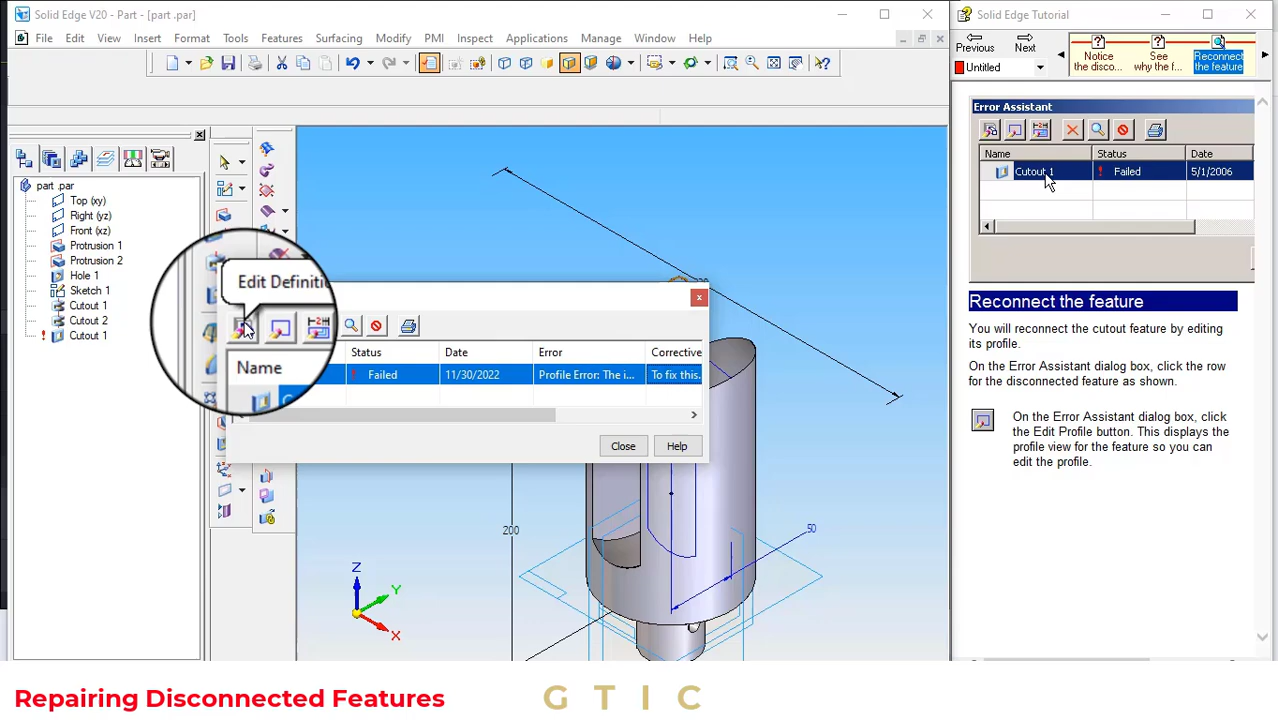 Solid Edge V20 - Part - [part .par]
File Edit View Insert Format Tools Features Surfacing Modify PMI Inspect Applications Manage Window Help
part .par
Top (xy)
Right (yz)
Front (xz)
Protrusion 1
Protrusion 2
Hole 1
Sketch 1
Cutout 1
Cutout 2
! Cutout 1
Edit Definiti
Name Status Date Error Corrective
! Failed 11/30/2022 Profile Error: The i... To fix this.
Close Help
200
50
Z
Y
X
Solid Edge Tutorial
Previous Next
Untitled
Notice the disco...
See why the f...
Reconnect the feature
Error Assistant
Name Status Date
Cutout 1 ! Failed 5/1/2006
Reconnect the feature
You will reconnect the cutout feature by editing
its profile.
On the Error Assistant dialog box, click the row
for the disconnected feature as shown.
On the Error Assistant dialog box, click
the Edit Profile button. This displays the
profile view for the feature so you can
edit the profile.
Repairing Disconnected Features
G T I C